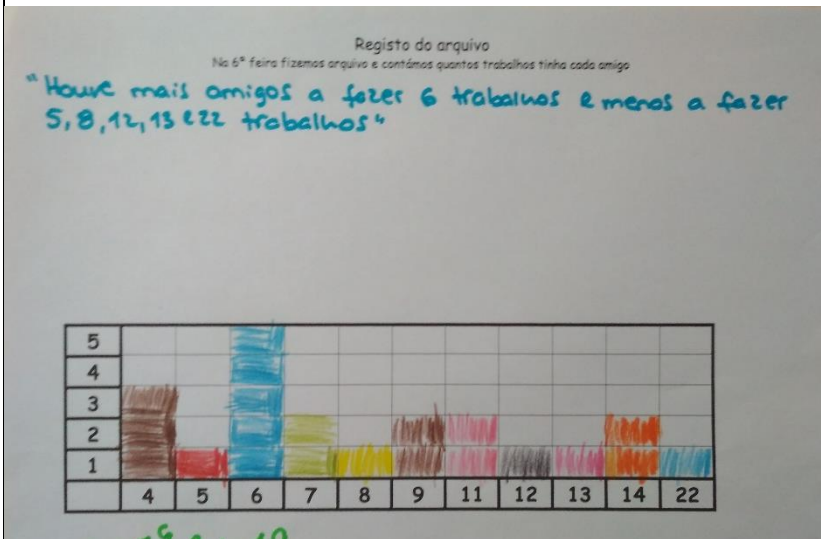 Registo do arquivo
Na 6ª feira fizemos arquivo e contámos quantos trabalhos tinha cada amigo
"Houve mais amigos a fazer 6 trabalhos e menos a fazer
5, 8, 12, 13 e 22 trabalhos"
5
4
3
2
1
4 5 6 7 8 9 11 12 13 14 22